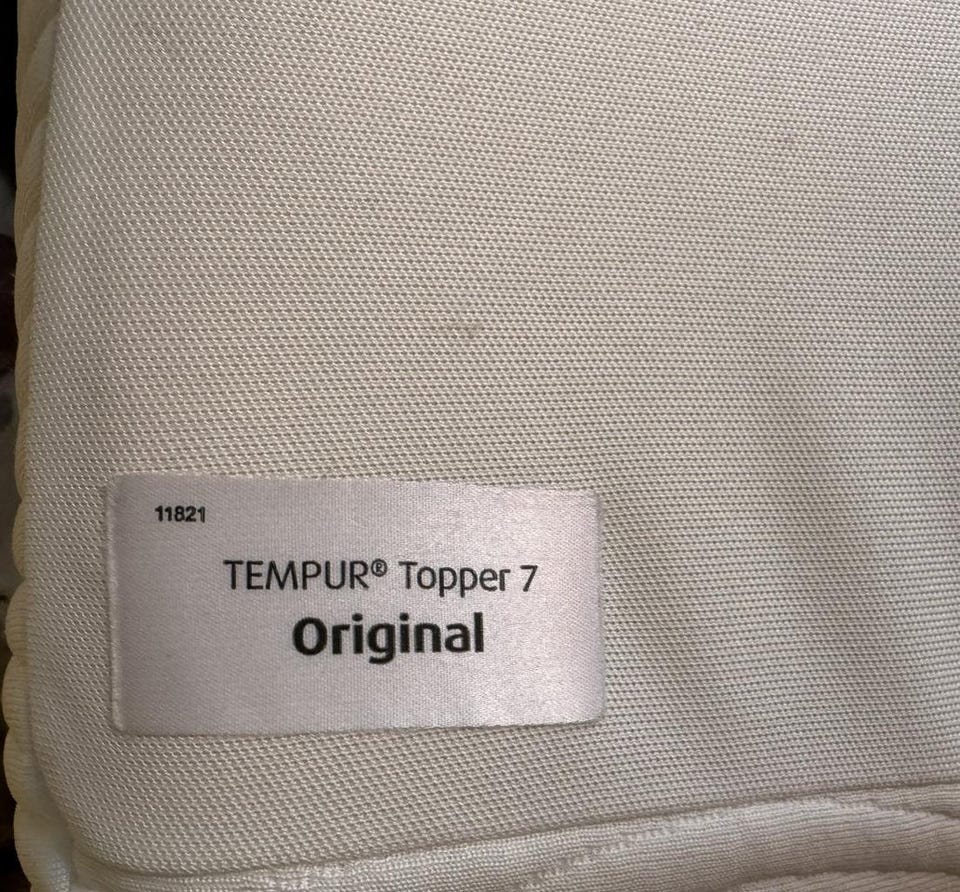 11821
TEMPUR® Topper 7
Original